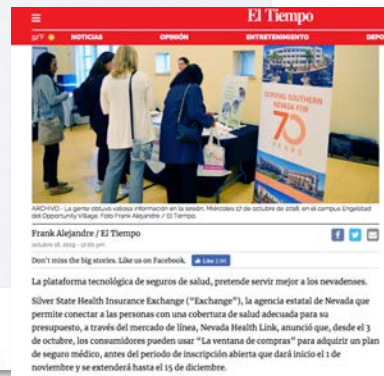 El Tiempo
57°F
NOTICIAS
OPINIÓN
ENTRETENIMIENTO
DEPO
SERVING SOUTHERN
NEVADA FOR
70
YEARS
ARCHIVO - La gente obtuvo valiosa información en la sesión. Miércoles 17 de octubre de 2018, en el campus Engelstad
del Opportunity Village. Foto Frank Alejandre / El Tiempo.
Frank Alejandre / El Tiempo
octubre 16, 2019 - 12:00 pm
Don't miss the big stories. Like us on Facebook.
Like
La plataforma tecnológica de seguros de salud, pretende servir mejor a los nevadenses.
Silver State Health Insurance Exchange ("Exchange"), la agencia estatal de Nevada que
permite conectar a las personas con una cobertura de salud adecuada para su
presupuesto, a través del mercado de línea, Nevada Health Link, anunció que, desde el 3
de octubre, los consumidores pueden usar "La ventana de compras" para adquirir un plan
de seguro médico, antes del periodo de inscripción abierta que dará inicio el 1 de
noviembre y se extenderá hasta el 15 de diciembre.